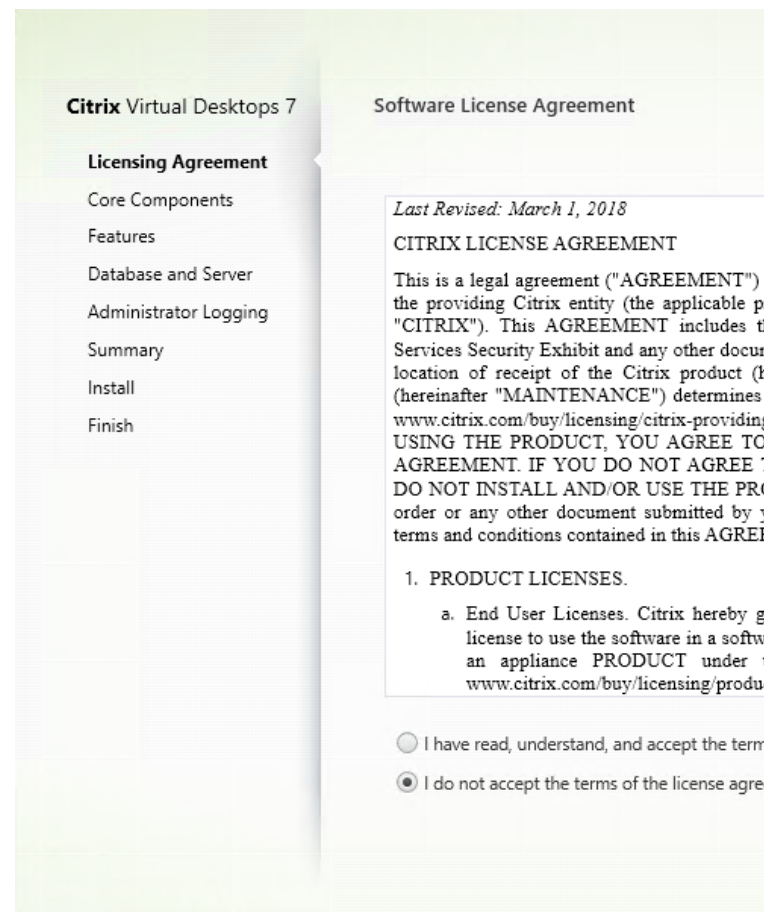 Citrix Virtual Desktops 7
Licensing Agreement
Core Components
Features
Database and Server
Administrator Logging
Summary
Install
Finish
Software License Agreement
Last Revised: March 1, 2018
CITRIX LICENSE AGREEMENT
This is a legal agreement ("AGREEMENT")
the providing Citrix entity (the applicable
"CITRIX"). This AGREEMENT includes
Services Security Exhibit and any other
location of receipt of the Citrix product
(hereinafter "MAINTENANCE") determines
www.citrix.com/buy/licensing/citrix-providing
USING THE PRODUCT, YOU AGREE TO
AGREEMENT. IF YOU DO NOT AGREE
DO NOT INSTALL AND/OR USE THE
order or any other document submitted by
terms and conditions contained in this
1. PRODUCT LICENSES.
a. End User Licenses. Citrix hereby
license to use the software in a
an appliance PRODUCT under
www.citrix.com/buy/licensing/produ
I have read, understand, and accept the
I do not accept the terms of the license